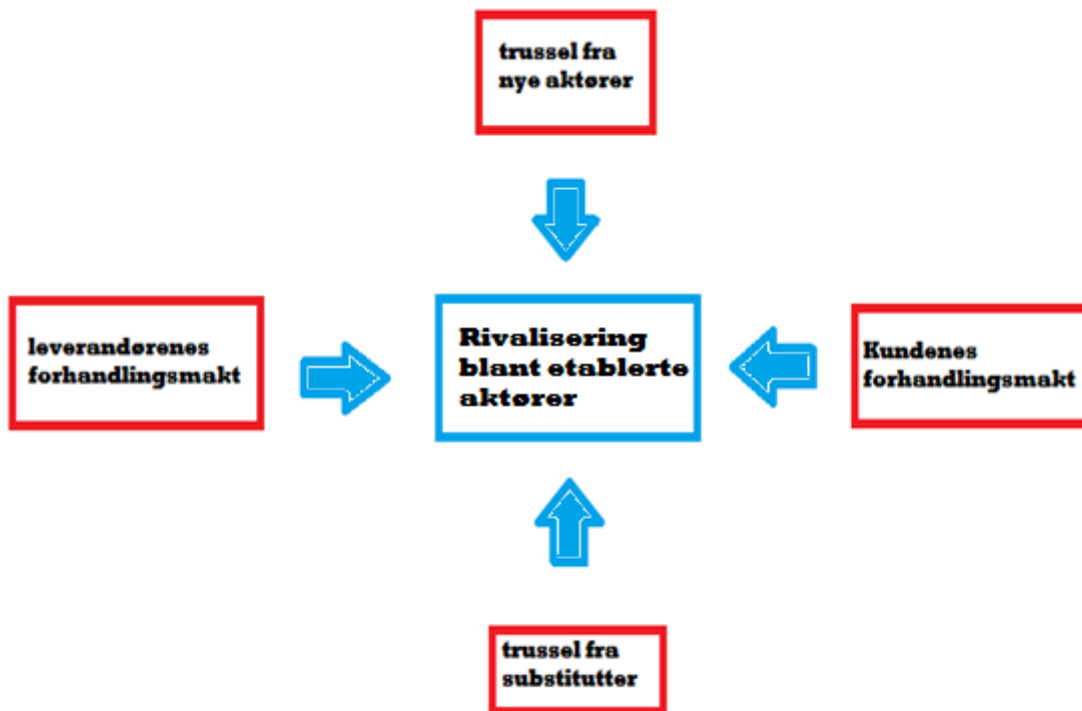 trussel fra
nye aktører
leverandørenes
forhandlingsmakt
Rivalisering
blant etablerte
aktører
Kundenes
forhandlingsmakt
trussel fra
substitutter